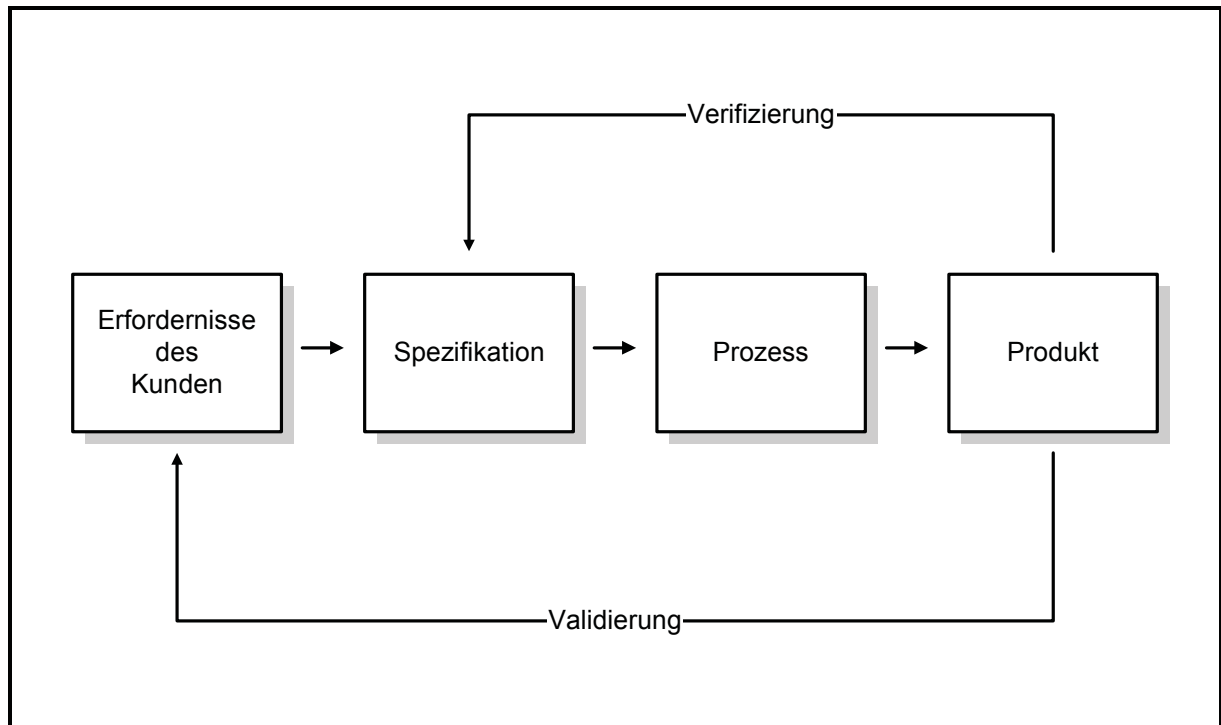 Verifizierung
Erfordernisse
des
Kunden
Spezifikation
Prozess
Produkt
Validierung